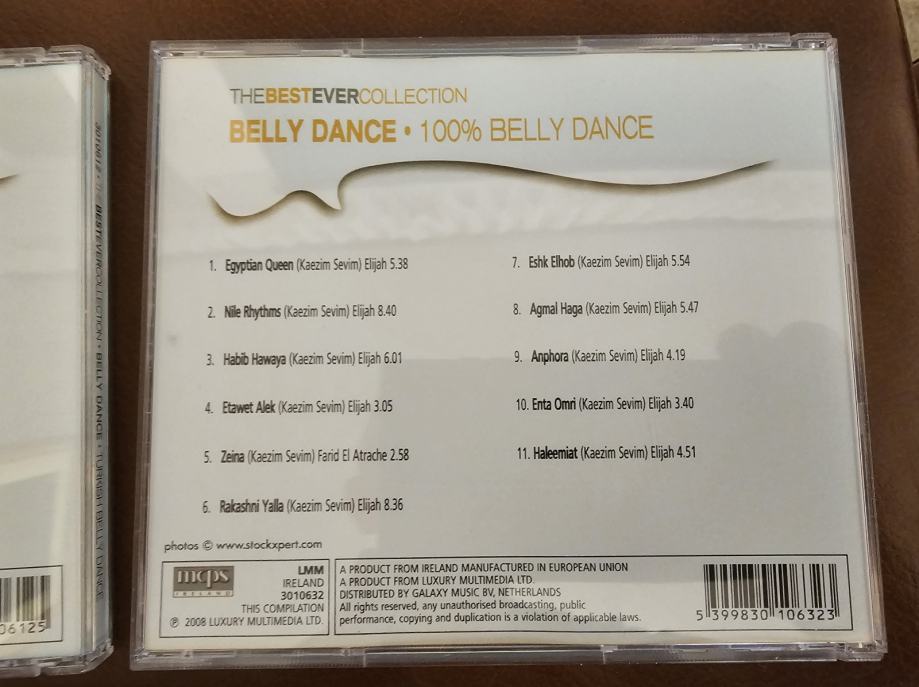 THEBESTEVERCOLLECTION
BELLY DANCE • 100% BELLY DANCE
1. Egyptian Queen (Kaezim Sevim) Elijah 5.38
2. Nile Rhythms (Kaezim Sevim) Elijah 8.40
3. Habib Hawaya (Kaezim Sevim) Elijah 6.01
4. Etawet Alek (Kaezim Sevim) Elijah 3.05
5. Zeina (Kaezim Sevim) Farid El Atrache 2.58
6. Rakashni Yalla (Kaezim Sevim) Elijah 8.36
7. Eshk Elhob (Kaezim Sevim) Elijah 5.54
8. Agmal Haga (Kaezim Sevim) Elijah 5.47
9. Anphora (Kaezim Sevim) Elijah 4.19
10. Enta Omri (Kaezim Sevim) Elijah 3.40
11. Haleemiat (Kaezim Sevim) Elijah 4.51
photos © www.stockxpert.com
mcps
IRELAND
LMM
IRELAND
3010632
THIS COMPILATION
℗ 2008 LUXURY MULTIMEDIA LTD.
A PRODUCT FROM IRELAND MANUFACTURED IN EUROPEAN UNION
A PRODUCT FROM LUXURY MULTIMEDIA LTD.
DISTRIBUTED BY GALAXY MUSIC BV, NETHERLANDS
All rights reserved, any unauthorised broadcasting, public
performance, copying and duplication is a violation of applicable laws.
5 399830 106323
3010612 • THE BESTEVERCOLLECTION • BELLY DANCE • TURKISH BELLY DANCE
06125